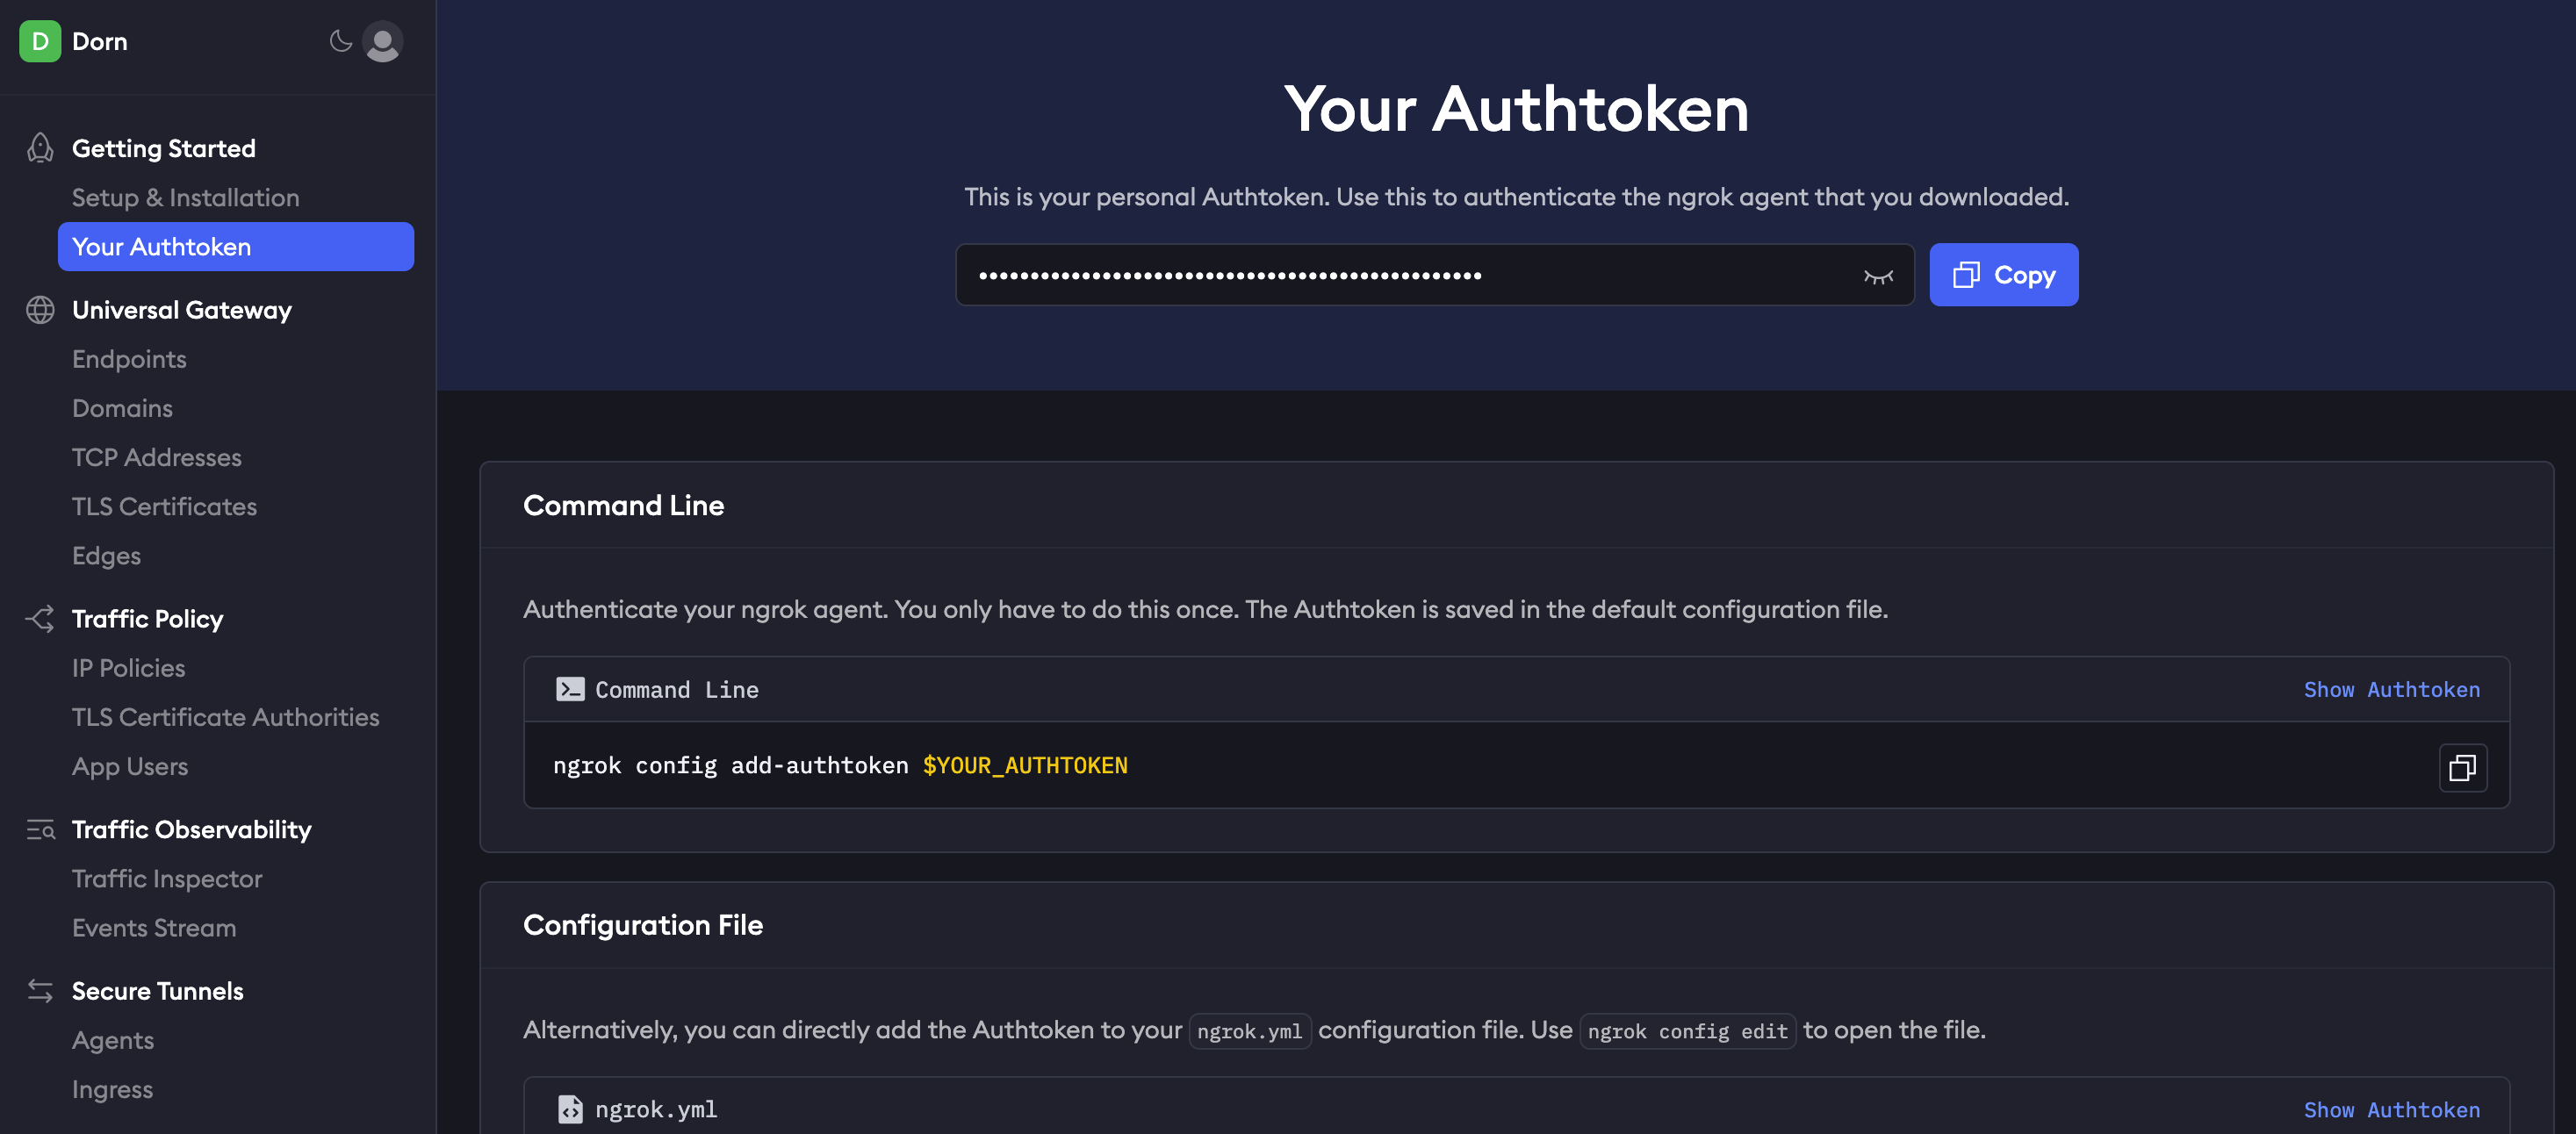 D Dorn
Getting Started
Setup & Installation
Your Authtoken
Universal Gateway
Endpoints
Domains
TCP Addresses
TLS Certificates
Edges
Traffic Policy
IP Policies
TLS Certificate Authorities
App Users
Traffic Observability
Traffic Inspector
Events Stream
Secure Tunnels
Agents
Ingress
Your Authtoken
This is your personal Authtoken. Use this to authenticate the ngrok agent that you downloaded.
•••••••••••••••••••••••••••••••••••••••••••••••••
Copy
Command Line
Authenticate your ngrok agent. You only have to do this once. The Authtoken is saved in the default configuration file.
Command Line
Show Authtoken
ngrok config add-authtoken $YOUR_AUTHTOKEN
Configuration File
Alternatively, you can directly add the Authtoken to your ngrok.yml configuration file. Use ngrok config edit to open the file.
ngrok.yml
Show Authtoken